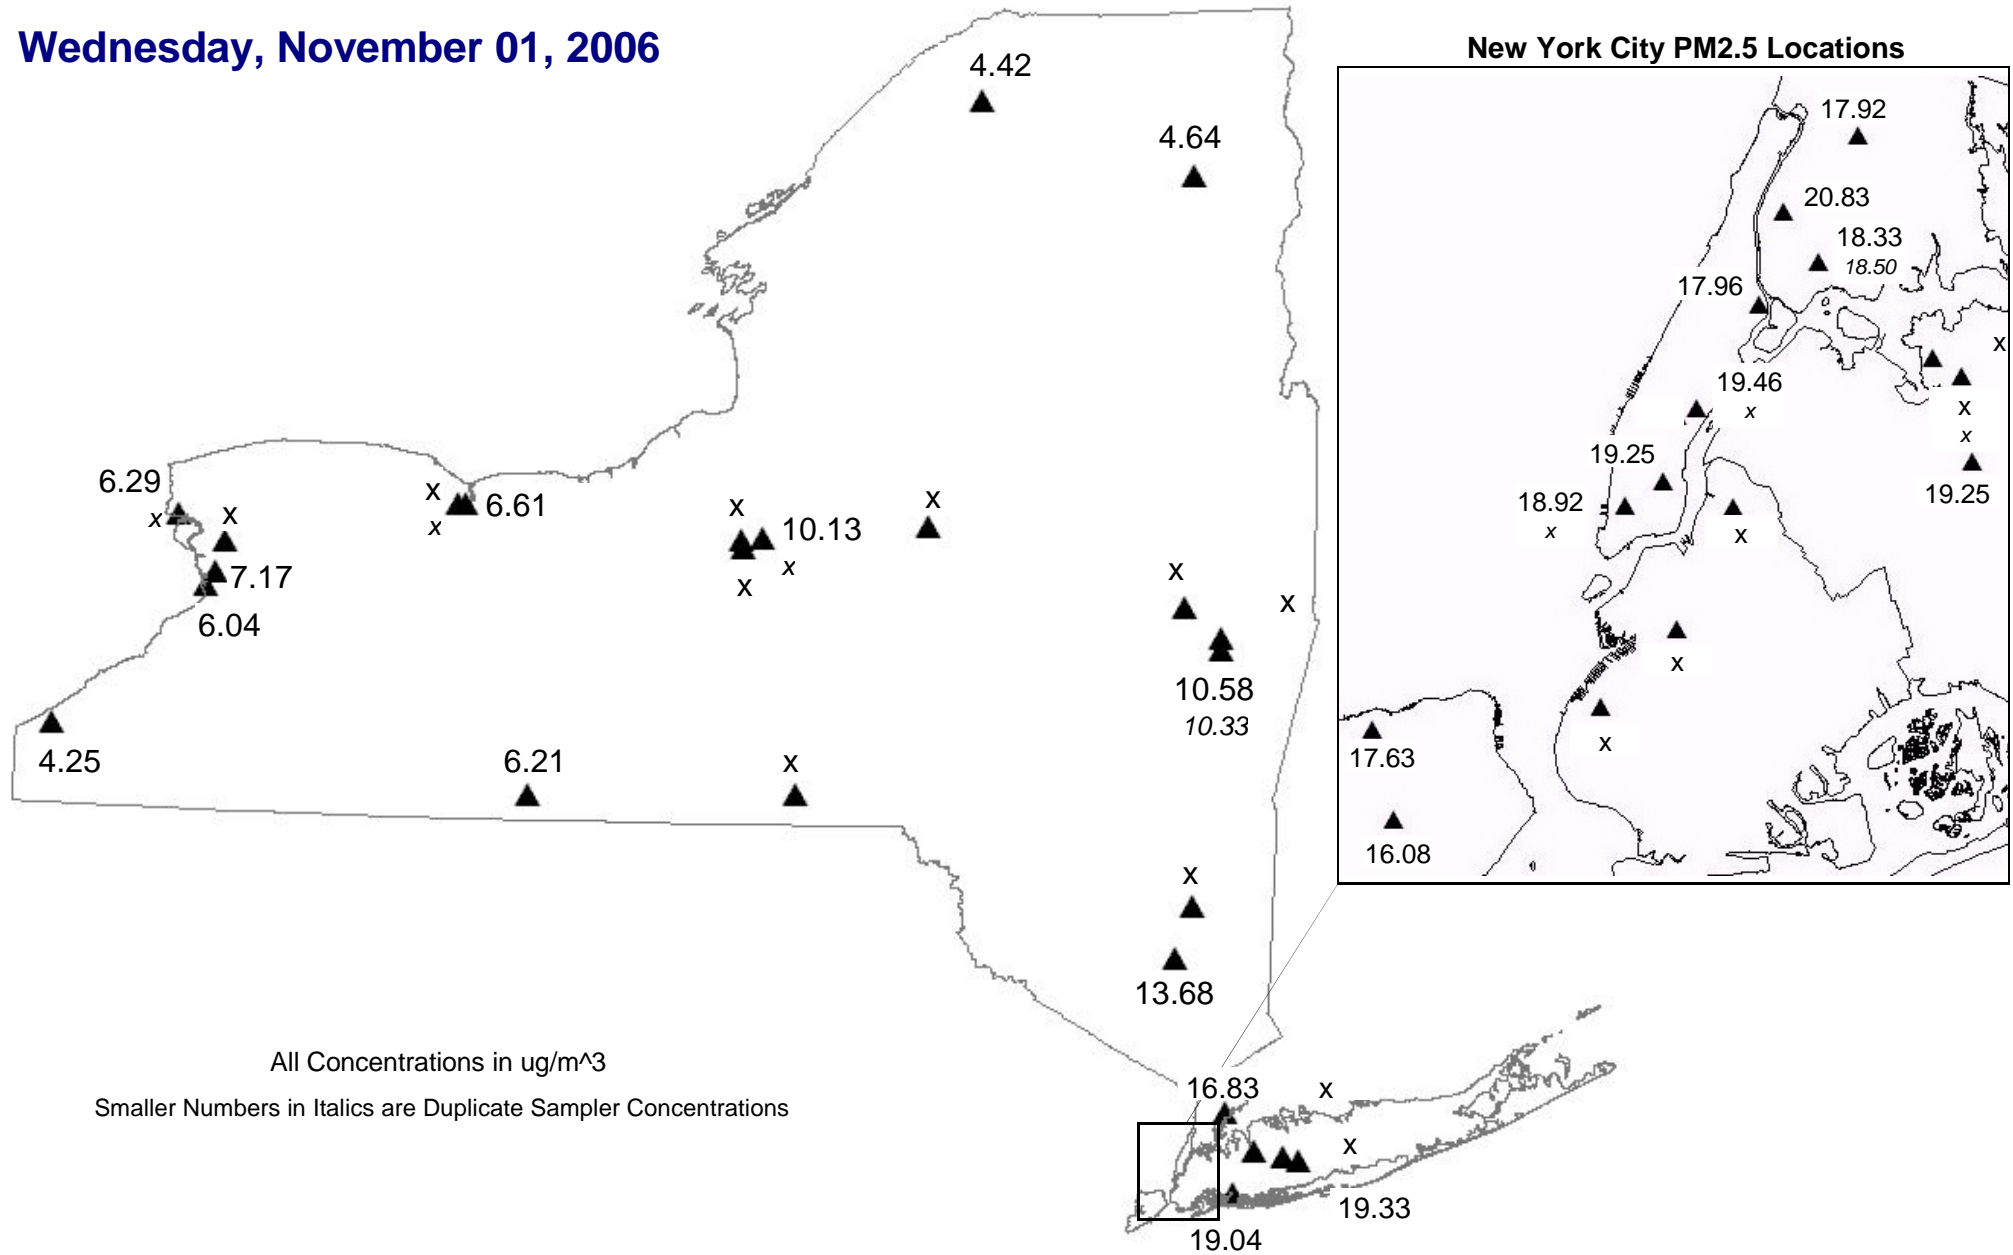 Wednesday, November 01, 2006
New York City PM2.5 Locations
4.42
4.64
6.29
x
x
7.17
6.04
x
x
6.61
x
10.13
x
x
x
x
x
10.58
10.33
4.25
6.21
x
x
13.68
All Concentrations in ug/m^3
Smaller Numbers in Italics are Duplicate Sampler Concentrations
16.83
x
x
19.33
19.04
17.92
20.83
18.33
18.50
17.96
x
19.46
x
x
x
19.25
19.25
18.92
x
x
x
x
17.63
16.08